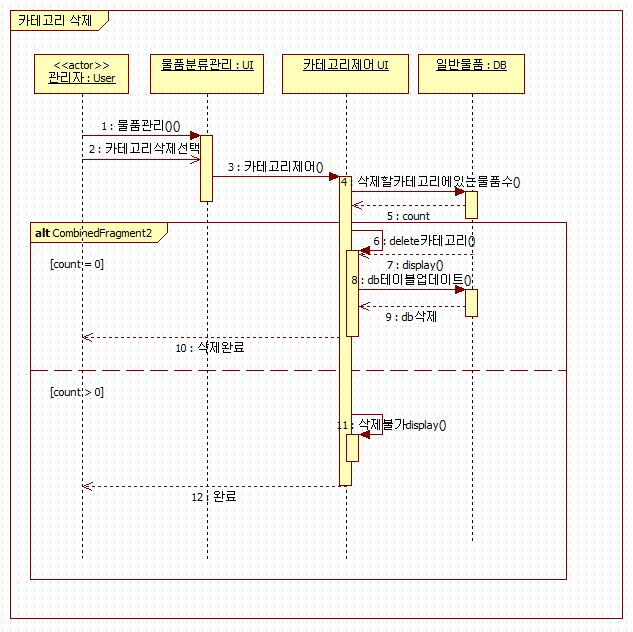 카테고리 삭제
<<actor>>
관리자 : User
물품분류관리 : UI
카테고리제어 UI
일반물품 : DB
1 : 물품관리()()
2 : 카테고리삭제선택
3 : 카테고리제어()
4 : 삭제할카테고리에있는물품수()
5 : count
alt CombinedFragment2
6 : delete카테고리()
[count = 0]
7 : display()
8 : db테이블업데이트()
9 : db삭제
10 : 삭제완료
[count > 0]
11 : 삭제불가display()
12 : 완료